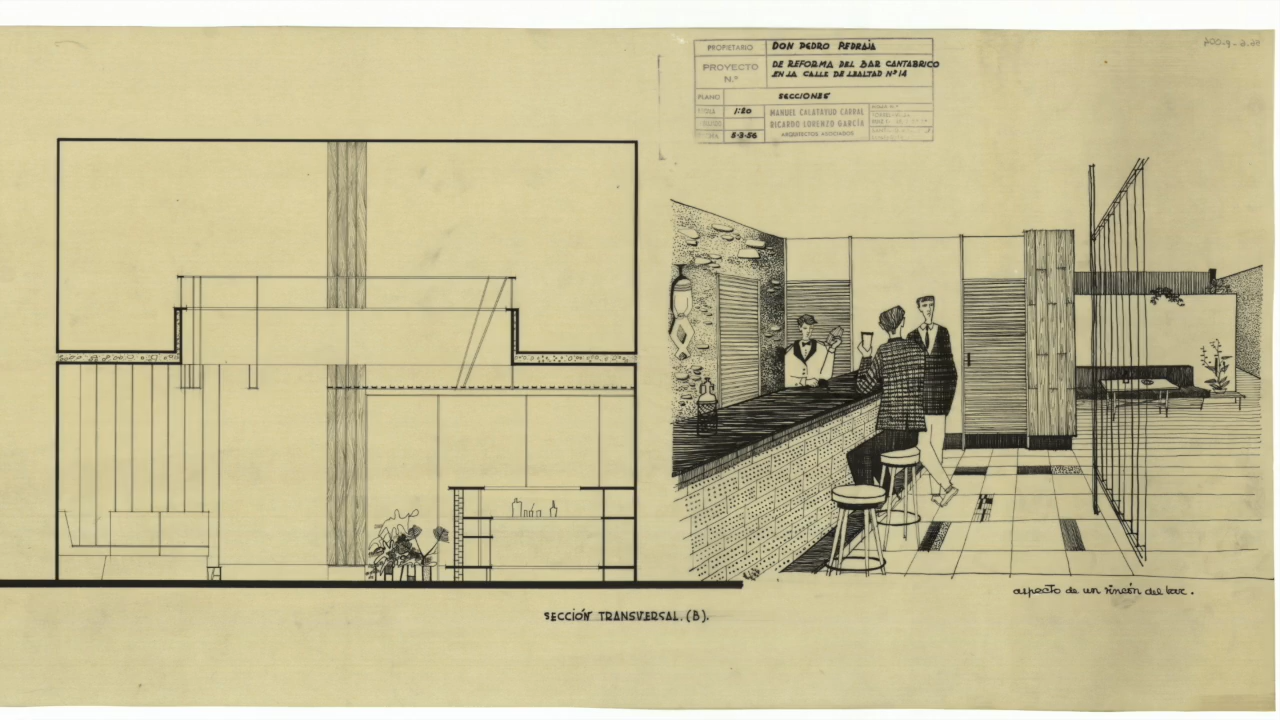 PROPIETARIO DON PEDRO PEDRAJA
PROYECTO N.º DE REFORMA DEL BAR CANTABRICO
EN LA CALLE DE LEALTAD Nº 14
PLANO SECCIONES
1:20
5-3-56
MANUEL CALATAYUD CARRAL
RICARDO LORENZO GARCÍA
ARQUITECTOS ASOCIADOS
aspecto de un rincón del bar.
SECCIÓN TRANSVERSAL. (B).